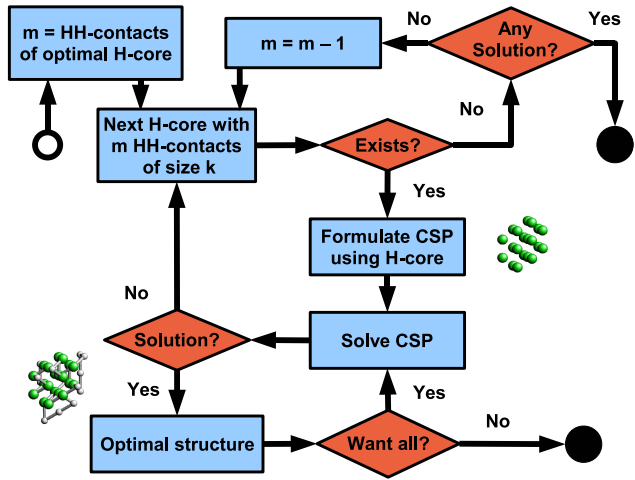 m = HH-contacts
of optimal H-core
m = m – 1
No
Any
Solution?
Yes
Next H-core with
m HH-contacts
of size k
Exists?
No
Yes
Formulate CSP
using H-core
No
Solution?
Solve CSP
Yes
Yes
Optimal structure
Want all?
No